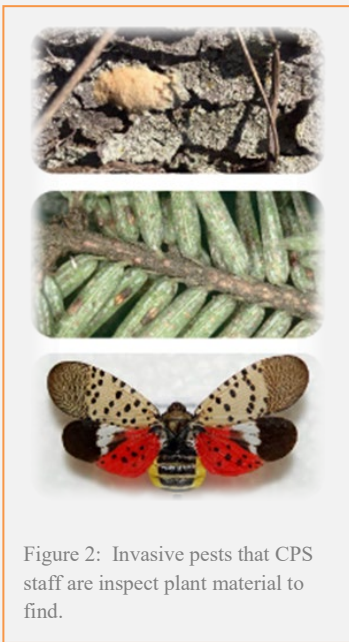 Figure 2:  Invasive pests that CPS
staff are inspect plant material to
find.